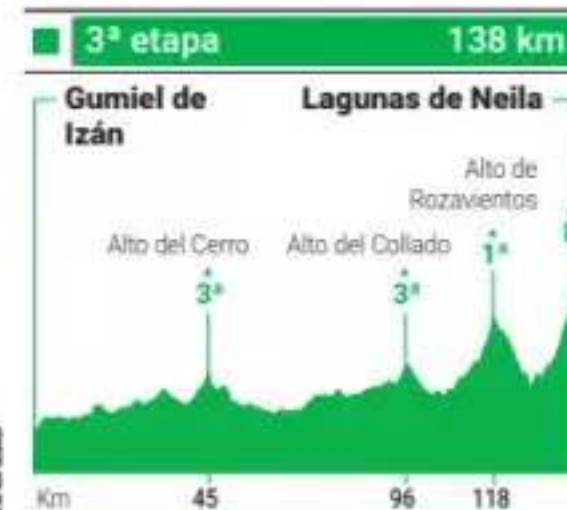 3ª etapa 138 km
Gumiel de Izán
Lagunas de Neila
Alto de
Rozavientos
Alto del Cerro Alto del Collado
1ª
3ª 3ª
Km 45 96 118